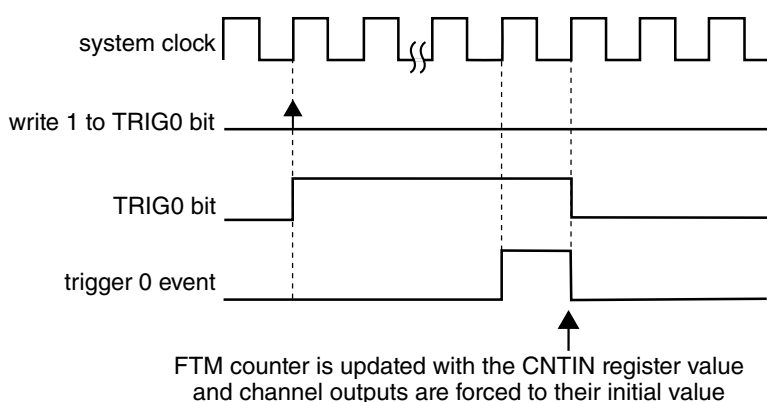 system clock
write 1 to TRIG0 bit
TRIG0 bit
trigger 0 event
FTM counter is updated with the CNTIN register value
and channel outputs are forced to their initial value